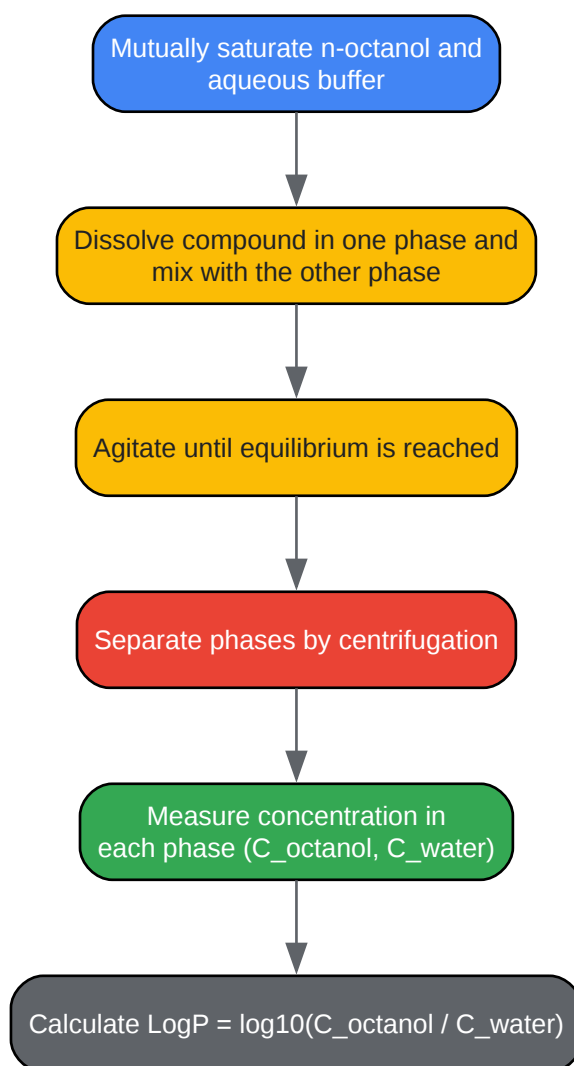 Mutually saturate n-octanol and
aqueous buffer
Dissolve compound in one phase and
mix with the other phase
Agitate until equilibrium is reached
Separate phases by centrifugation
Measure concentration in
each phase (C_octanol, C_water)
Calculate LogP = log10(C_octanol / C_water)